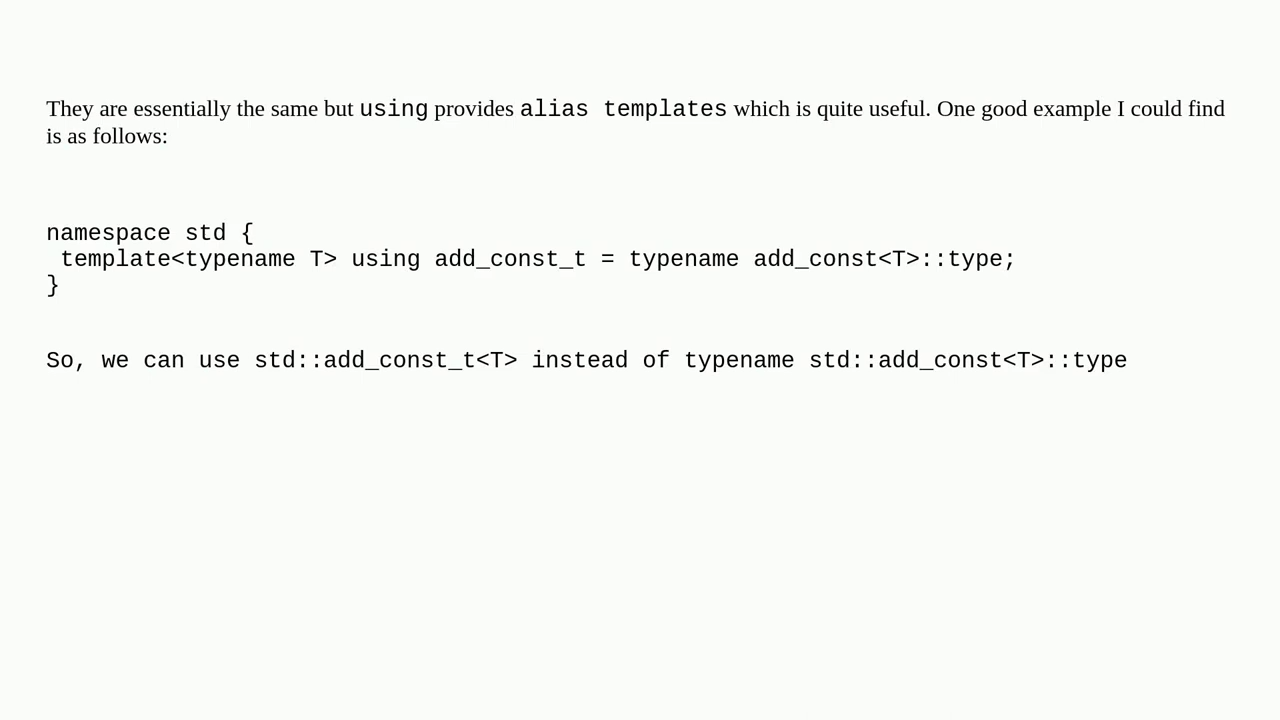 They are essentially the same but using provides alias templates which is quite useful. One good example I could find
is as follows:
namespace std {
 template<typename T> using add_const_t = typename add_const<T>::type;
}
So, we can use std::add_const_t<T> instead of typename std::add_const<T>::type